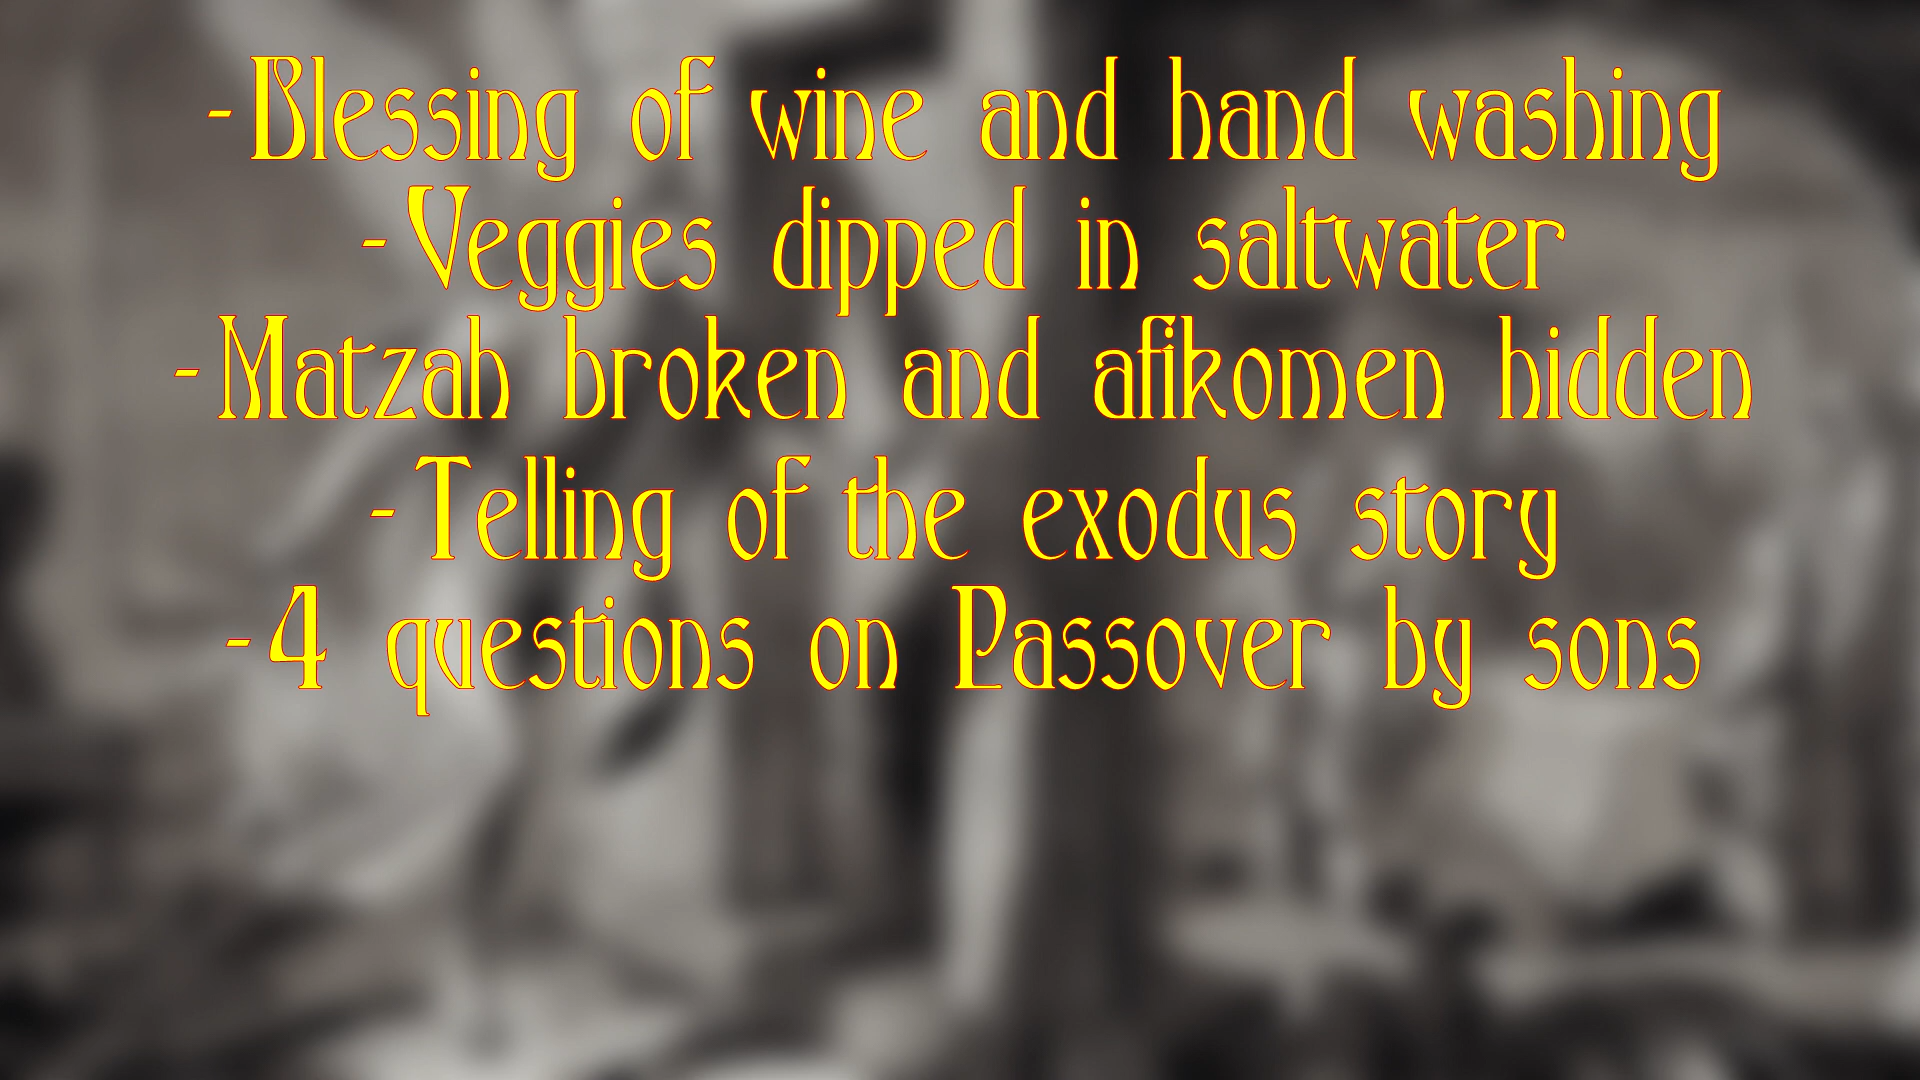 -Blessing of wine and hand washing
-Veggies dipped in saltwater
-Matzah broken and afikomen hidden
-Telling of the exodus story
-4 questions on Passover by sons